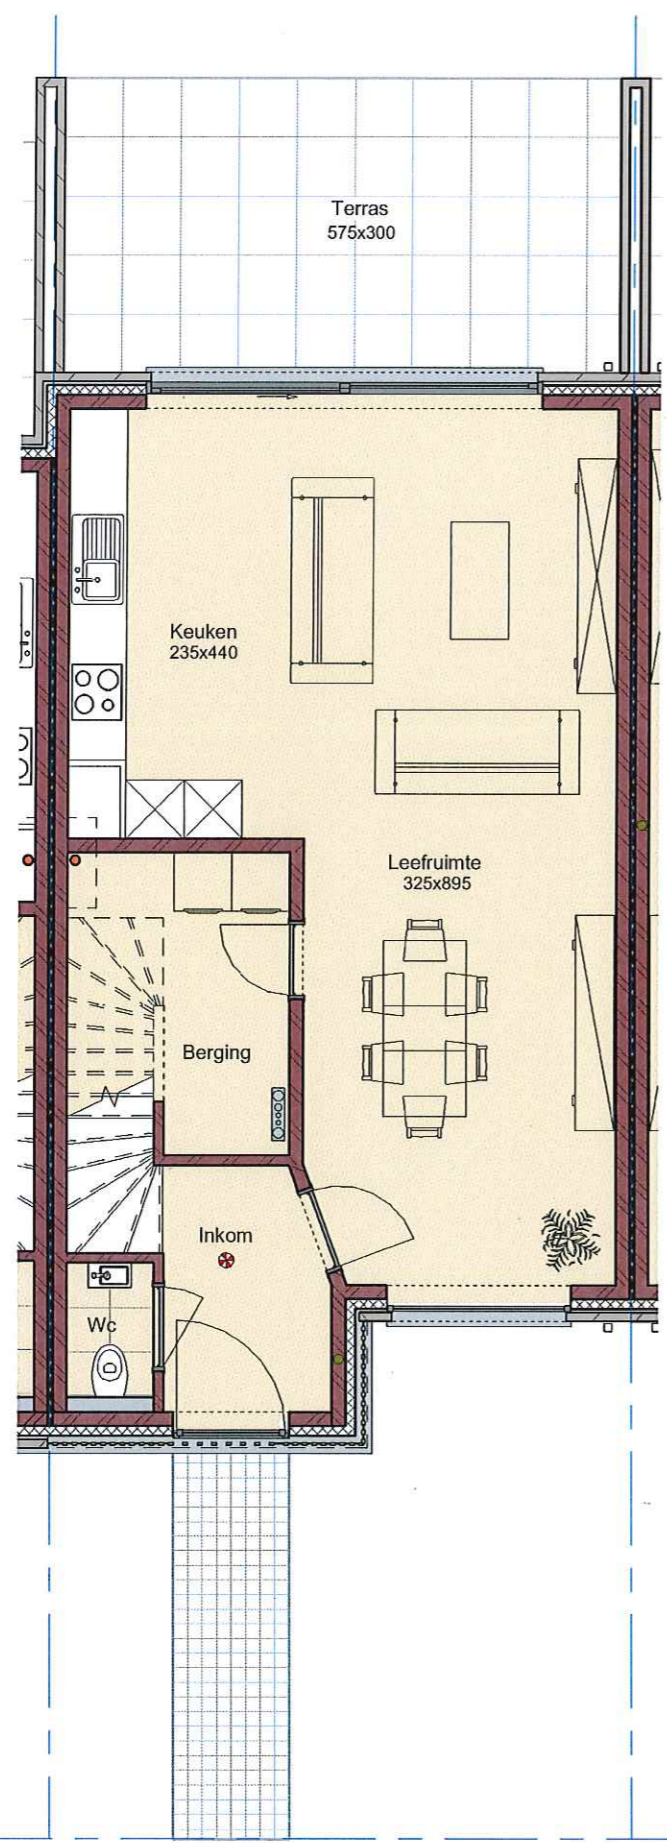 Terras
575x300
Keuken
235x440
Leefruimte
325x895
Berging
Inkom
Wc